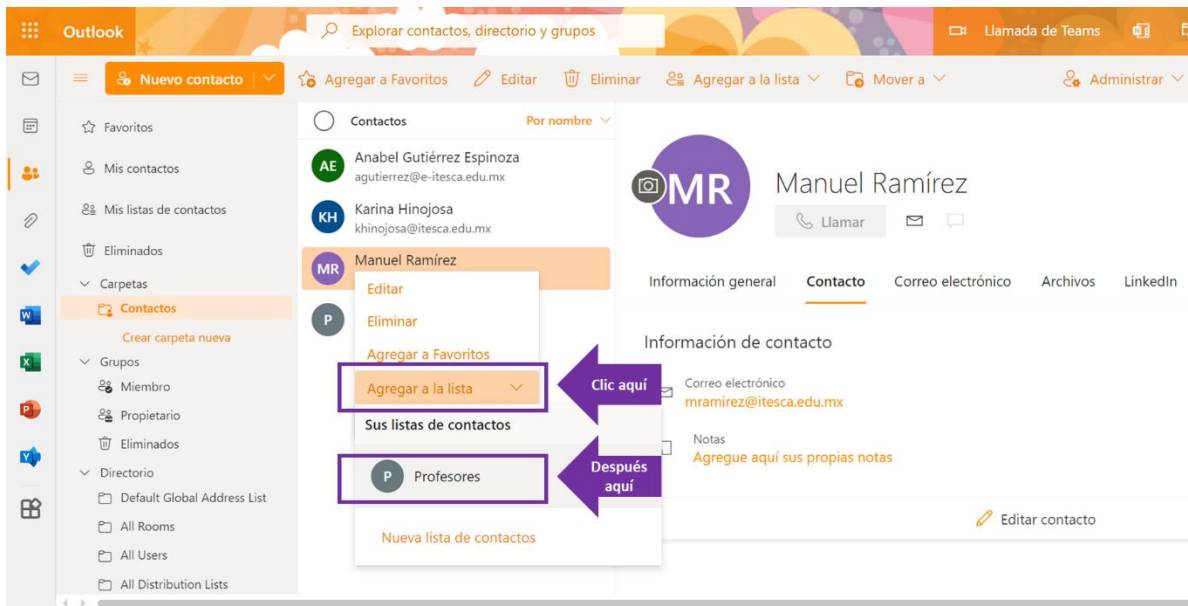 Outlook
Explorar contactos, directorio y grupos
Llamada de Teams
Nuevo contacto
Agregar a Favoritos
Editar
Eliminar
Agregar a la lista
Mover a
Administrar
Favoritos
Mis contactos
Mis listas de contactos
Eliminados
Carpetas
Contactos
Crear carpeta nueva
Grupos
Miembro
Propietario
Eliminados
Directorio
Default Global Address List
All Rooms
All Users
All Distribution Lists
Contactos
Por nombre
AE
Anabel Gutiérrez Espinoza
agutierrez@e-itesca.edu.mx
KH
Karina Hinojosa
khinojosa@itesca.edu.mx
MR
Manuel Ramírez
P
Editar
Eliminar
Agregar a Favoritos
Agregar a la lista
Clic aquí
Sus listas de contactos
P
Profesores
Después
aquí
Nueva lista de contactos
MR
Manuel Ramírez
Llamar
Información general
Contacto
Correo electrónico
Archivos
LinkedIn
Información de contacto
Correo electrónico
mramirez@itesca.edu.mx
Notas
Agregue aquí sus propias notas
Editar contacto